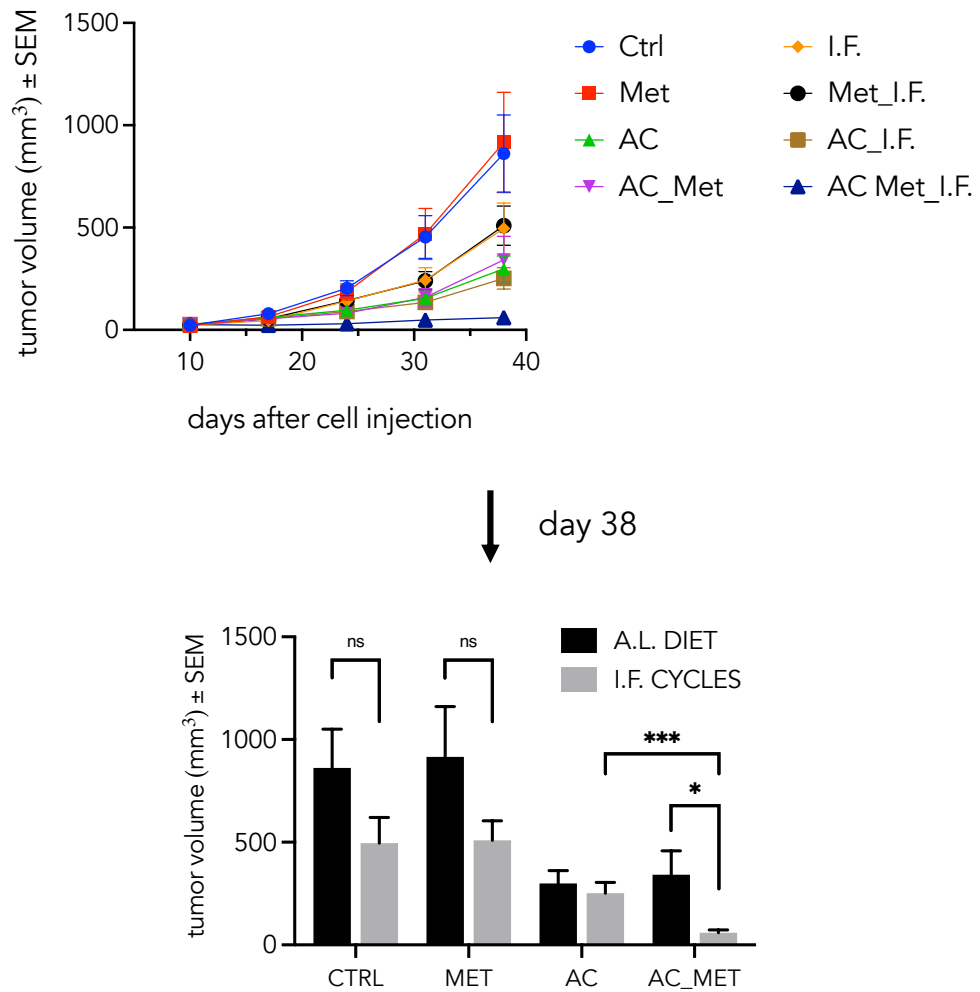 tumor volume (mm³) ± SEM
1500
1000
500
0
10
20
30
40
days after cell injection
Ctrl
Met
AC
AC_Met
I.F.
Met_I.F.
AC_I.F.
AC Met_I.F.
day 38
tumor volume (mm³) ± SEM
1500
1000
500
0
A.L. DIET
I.F. CYCLES
ns
ns
***
*
CTRL
MET
AC
AC_MET